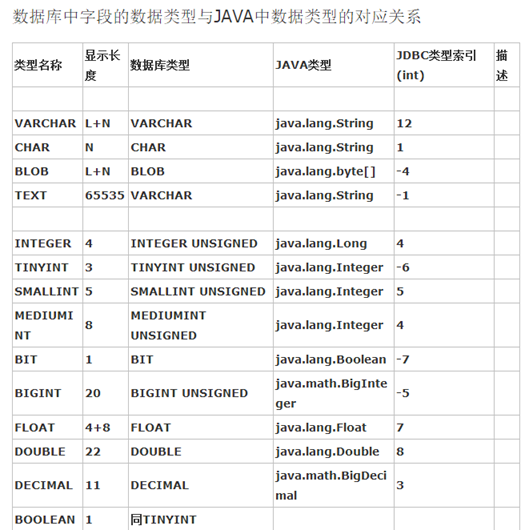 数据库中字段的数据类型与JAVA中数据类型的对应关系
类型名称 显示长度 数据库类型 JAVA类型 JDBC类型索引(int) 描述
VARCHAR L+N VARCHAR java.lang.String 12
CHAR N CHAR java.lang.String 1
BLOB L+N BLOB java.lang.byte[] -4
TEXT 65535 VARCHAR java.lang.String -1
INTEGER 4 INTEGER UNSIGNED java.lang.Long 4
TINYINT 3 TINYINT UNSIGNED java.lang.Integer -6
SMALLINT 5 SMALLINT UNSIGNED java.lang.Integer 5
MEDIUMINT 8 MEDIUMINT UNSIGNED java.lang.Integer 4
BIT 1 BIT java.lang.Boolean -7
BIGINT 20 BIGINT UNSIGNED java.math.BigInteger -5
FLOAT 4+8 FLOAT java.lang.Float 7
DOUBLE 22 DOUBLE java.lang.Double 8
DECIMAL 11 DECIMAL java.math.BigDecimal 3
BOOLEAN 1 同TINYINT